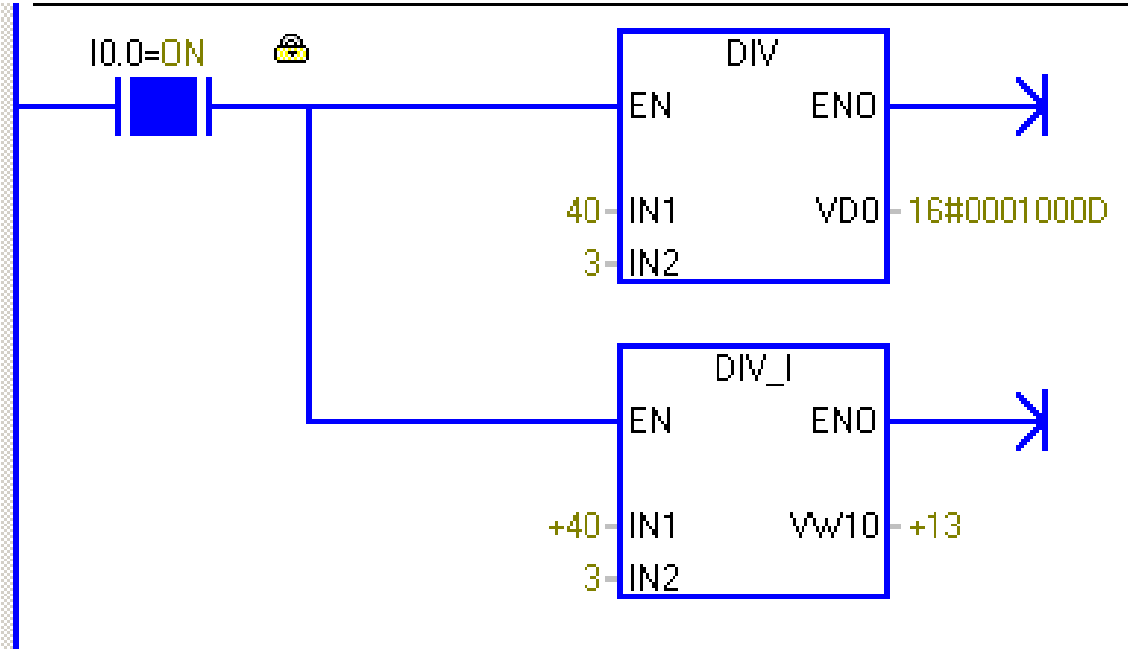 I0.0=ON
DIV
EN ENO
40 IN1 VD0 16#0001000D
3 IN2
DIV_I
EN ENO
+40 IN1 VW10 +13
3 IN2